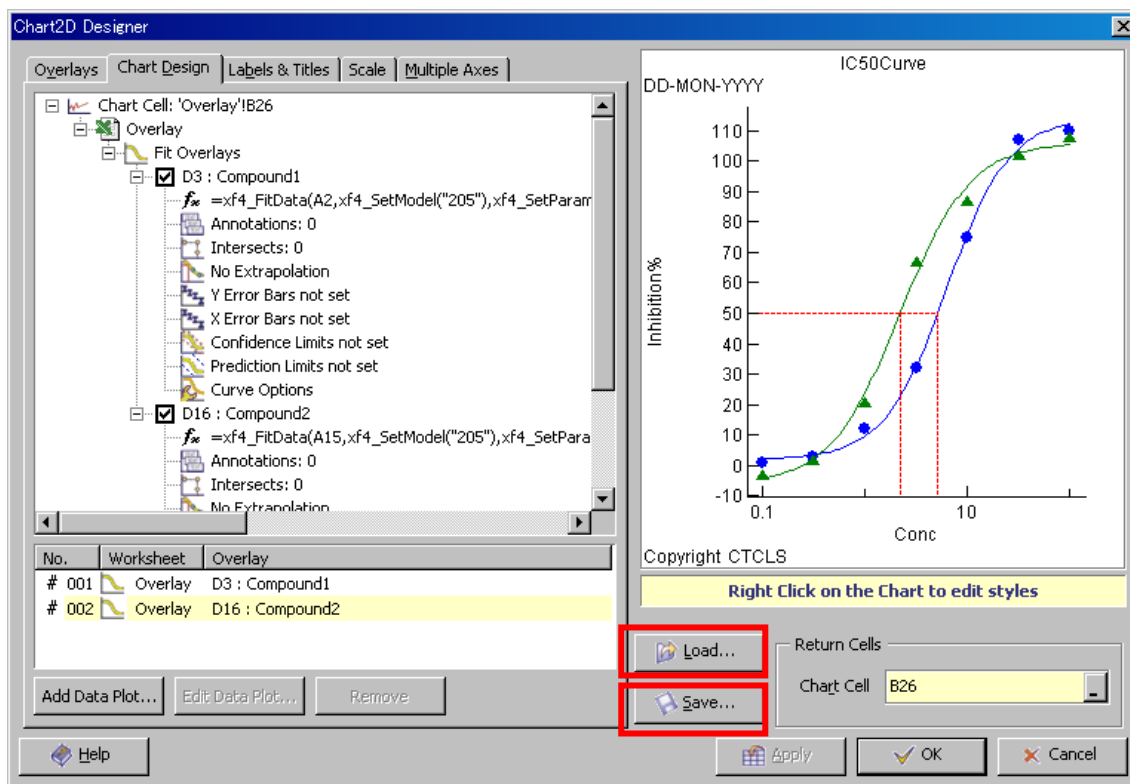 Chart2D Designer
Overlays
Chart Design
Labels & Titles
Scale
Multiple Axes
Chart Cell: 'Overlay'!B26
Overlay
Fit Overlays
D3 : Compound1
fx =xf4_FitData(A2,xf4_SetModel("205"),xf4_SetParam
Annotations: 0
Intersects: 0
No Extrapolation
Y Error Bars not set
X Error Bars not set
Confidence Limits not set
Prediction Limits not set
Curve Options
D16 : Compound2
fx =xf4_FitData(A15,xf4_SetModel("205"),xf4_SetPara
Annotations: 0
Intersects: 0
No Extrapolation
No. Worksheet Overlay
# 001 Overlay D3 : Compound1
# 002 Overlay D16 : Compound2
Add Data Plot...
Edit Data Plot...
Remove
IC50Curve
DD-MON-YYYY
110
100
90
80
70
60
50
40
30
20
10
0
-10
Inhibition%
0.1
10
Conc
Copyright CTCLS
Right Click on the Chart to edit styles
Load...
Save...
Return Cells
Chart Cell B26
Help
Apply
OK
Cancel